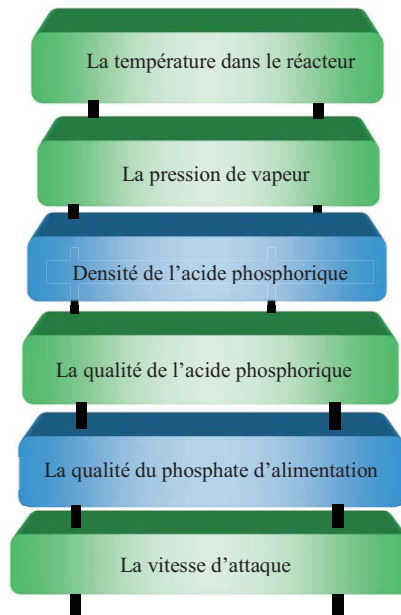 La température dans le réacteur
La pression de vapeur
Densité de l’acide phosphorique
La qualité de l’acide phosphorique
La qualité du phosphate d’alimentation
La vitesse d’attaque